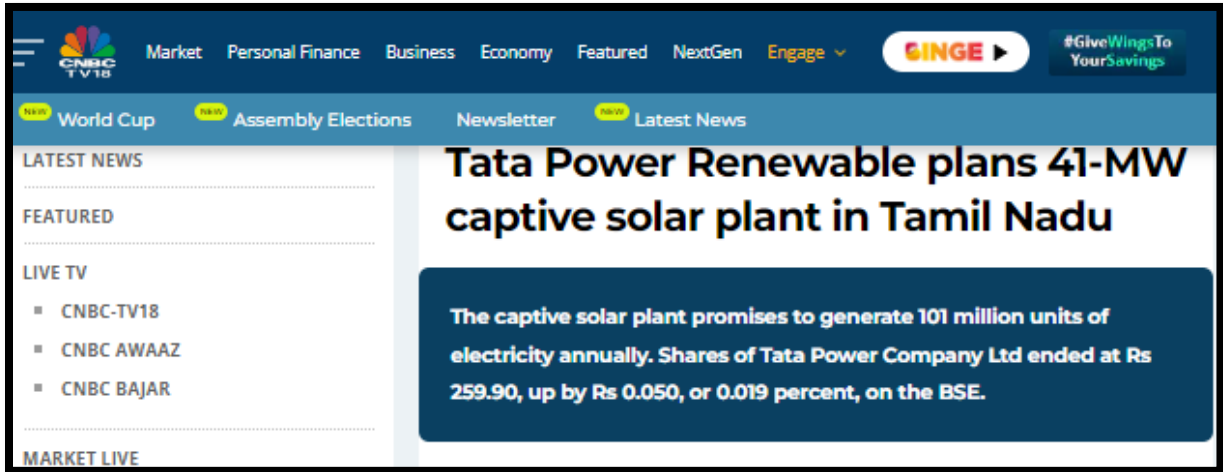 CNBC
TV18
Market Personal Finance Business Economy Featured NextGen Engage
BINGE
#GiveWingsTo
YourSavings
NEW World Cup NEW Assembly Elections Newsletter NEW Latest News
LATEST NEWS
FEATURED
LIVE TV
CNBC-TV18
CNBC AWAAZ
CNBC BAJAR
MARKET LIVE
Tata Power Renewable plans 41-MW
captive solar plant in Tamil Nadu
The captive solar plant promises to generate 101 million units of
electricity annually. Shares of Tata Power Company Ltd ended at Rs
259.90, up by Rs 0.050, or 0.019 percent, on the BSE.